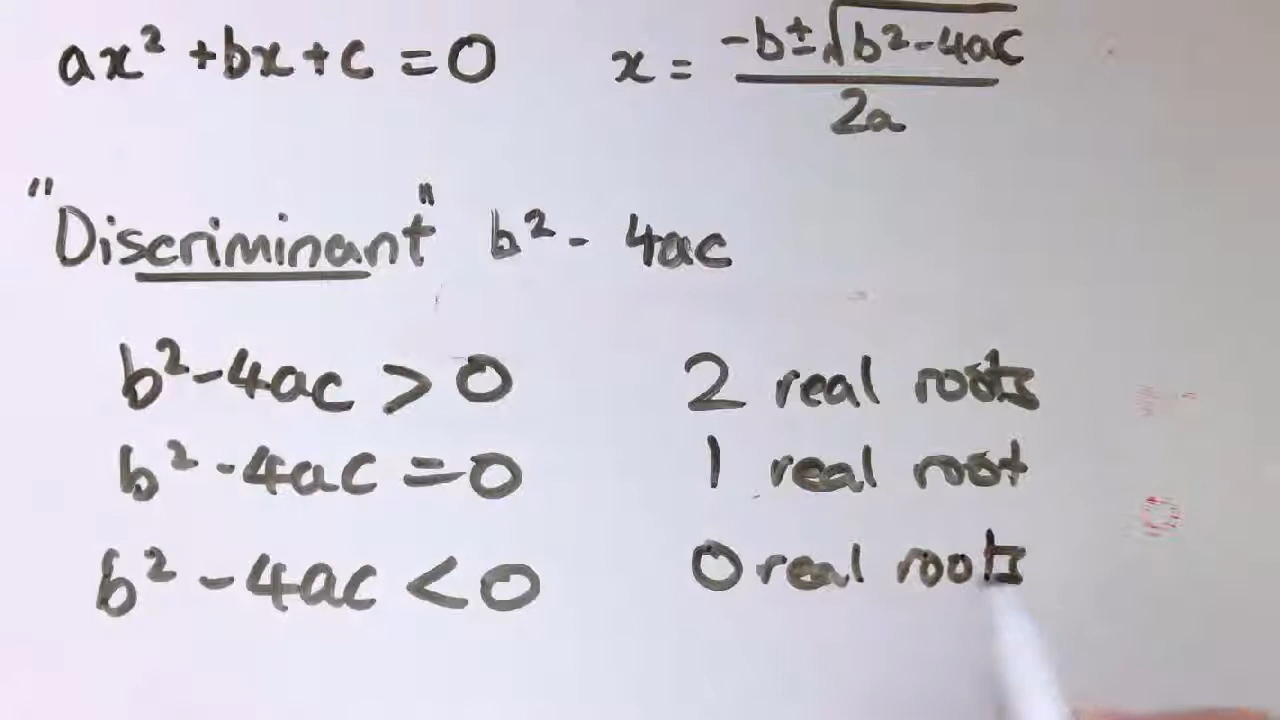 ax² + bx + c = 0
x = (-b ± √(b² - 4ac)) / 2a
"Discriminant" b² - 4ac
b² - 4ac > 0 2 real roots
b² - 4ac = 0 1 real root
b² - 4ac < 0 0 real roots